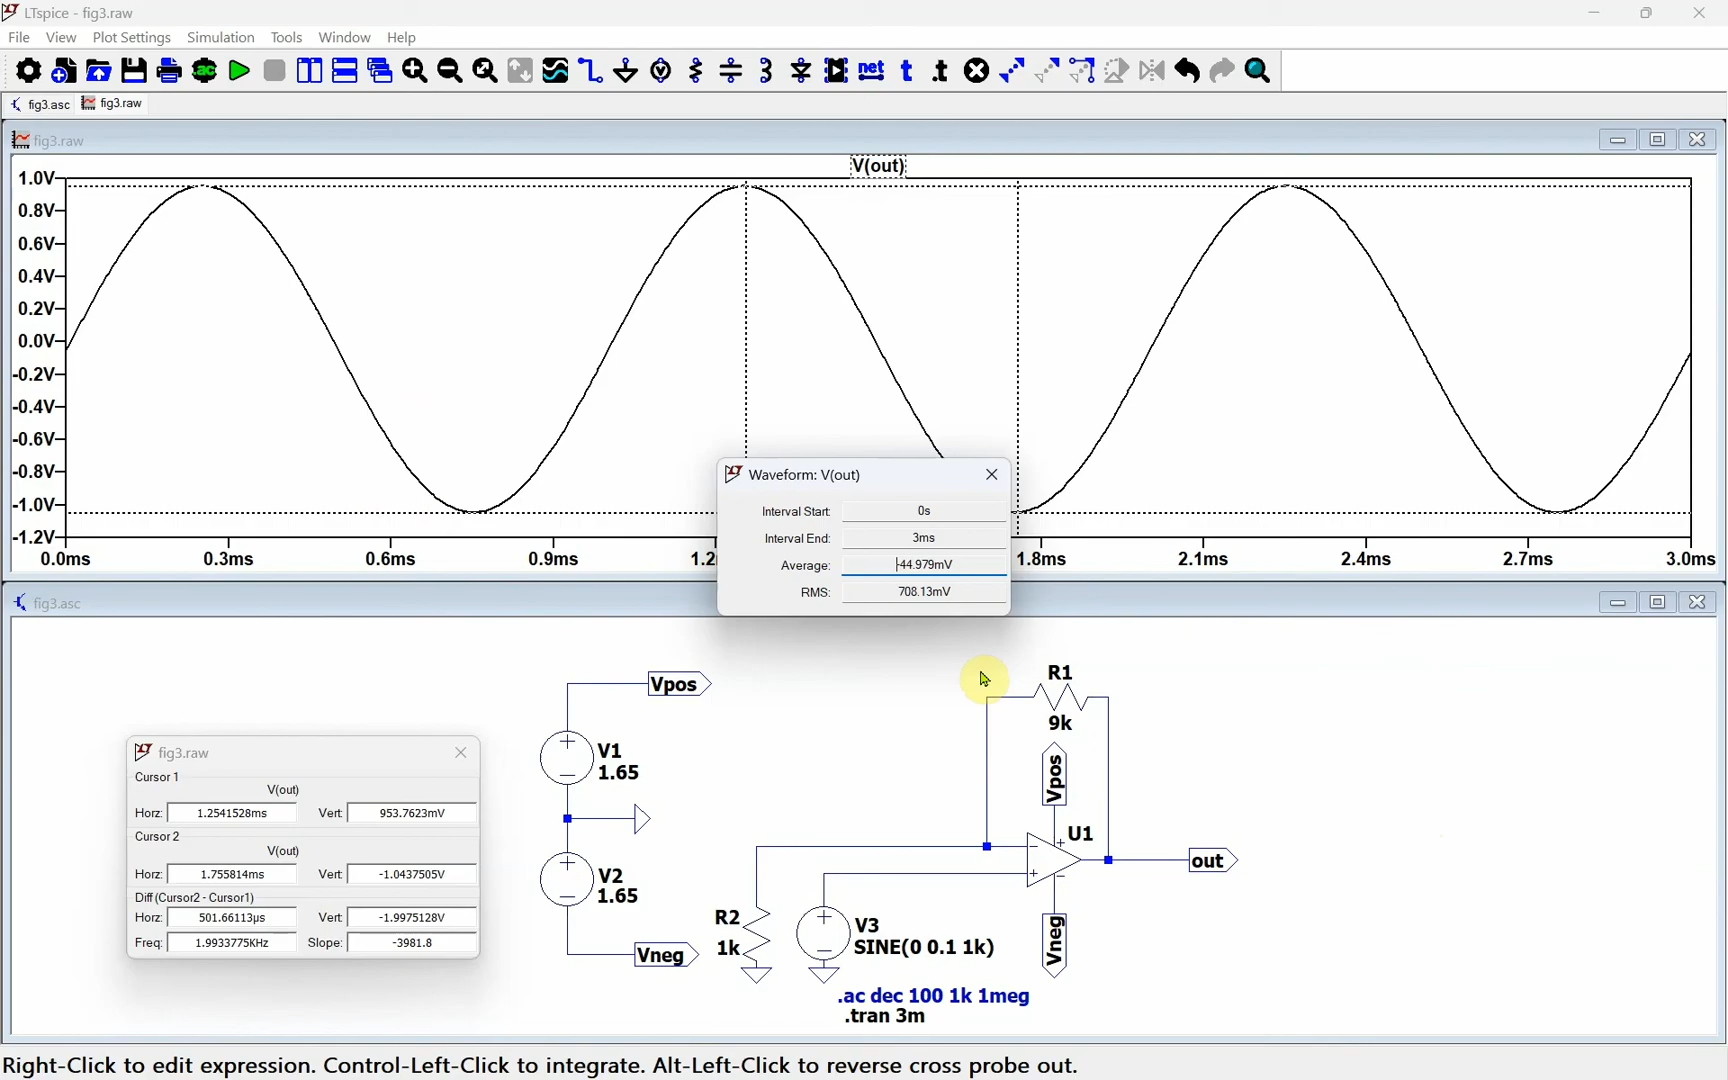 LTspice - fig3.raw
File View Plot Settings Simulation Tools Window Help
.ac net t .t
fig3.asc fig3.raw
fig3.raw
V(out)
1.0V
0.8V
0.6V
0.4V
0.2V
0.0V
-0.2V
-0.4V
-0.6V
-0.8V
-1.0V
-1.2V
0.0ms 0.3ms 0.6ms 0.9ms 1.2 1.8ms 2.1ms 2.4ms 2.7ms 3.0ms
Waveform: V(out)
Interval Start: 0s
Interval End: 3ms
Average: -44.979mV
RMS: 708.13mV
fig3.asc
Vpos
V1
1.65
V2
1.65
Vneg
R1
9k
Vpos
U1
out
R2
1k
V3
SINE(0 0.1 1k)
Vneg
.ac dec 100 1k 1meg
.tran 3m
fig3.raw
Cursor 1
V(out)
Horz: 1.2541528ms Vert: 953.7623mV
Cursor 2
V(out)
Horz: 1.755814ms Vert: -1.0437505V
Diff (Cursor2 - Cursor1)
Horz: 501.66113µs Vert: -1.9975128V
Freq: 1.9933775KHz Slope: -3981.8
Right-Click to edit expression. Control-Left-Click to integrate. Alt-Left-Click to reverse cross probe out.